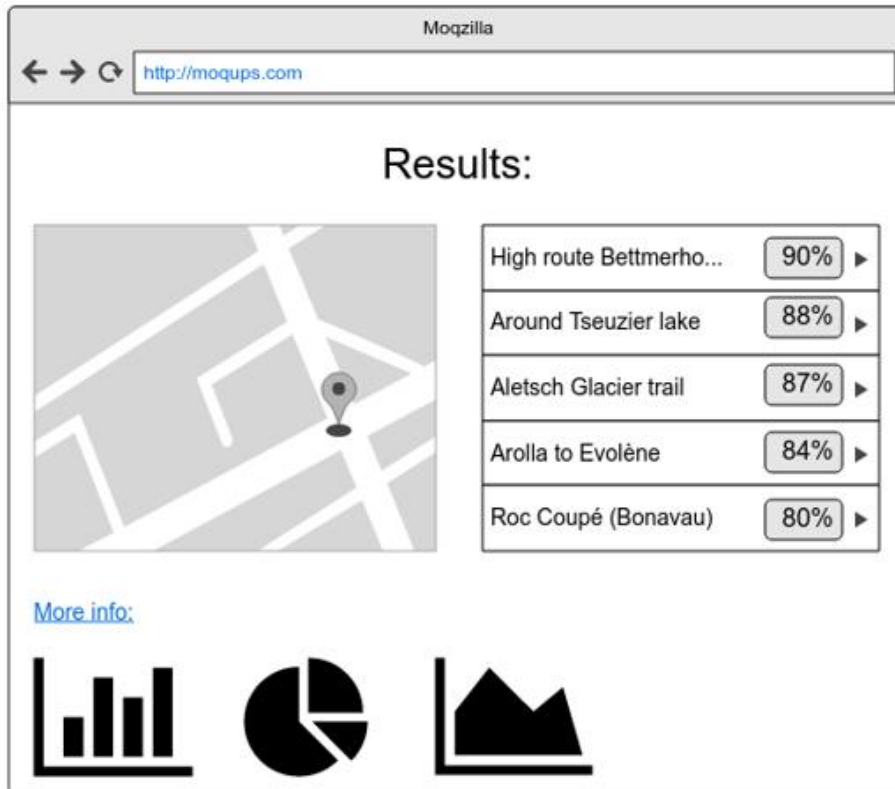 Moqzilla
http://moqups.com
Results:
High route Bettmerho... 90%
Around Tseuzier lake 88%
Aletsch Glacier trail 87%
Arolla to Evolène 84%
Roc Coupé (Bonavau) 80%
More info: